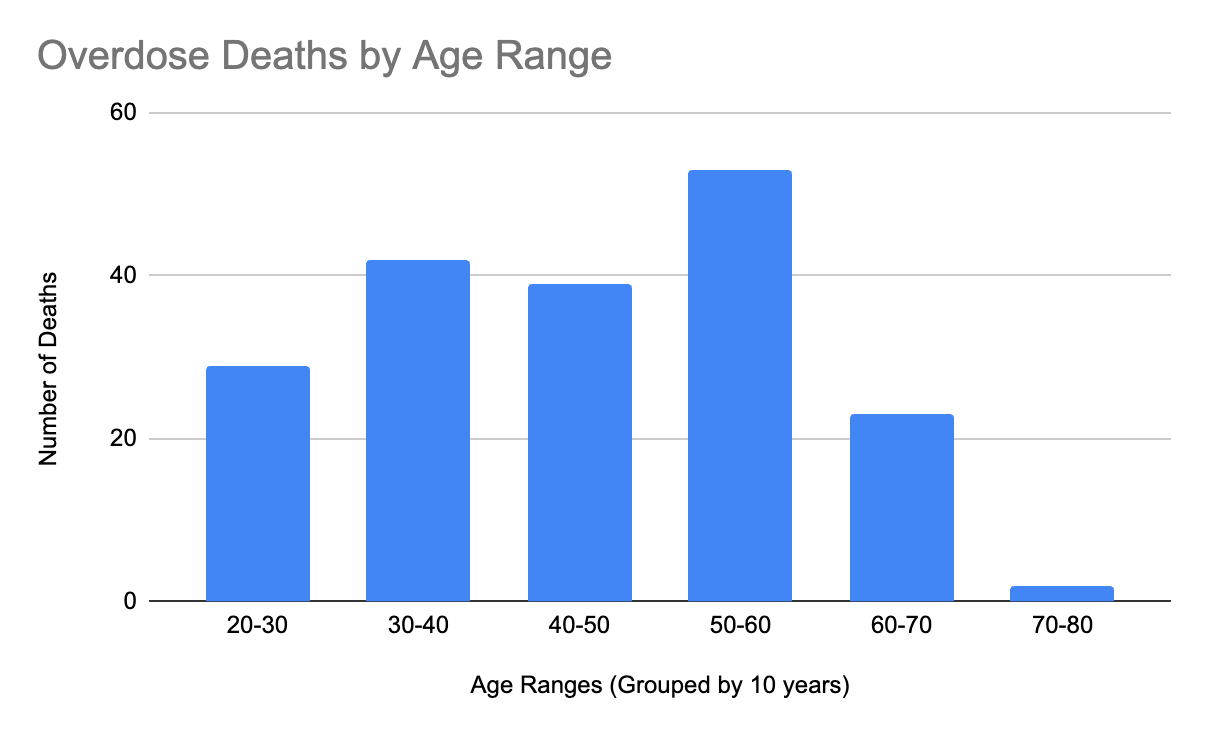 Overdose Deaths by Age Range
60
40
20
0
Number of Deaths
20-30 30-40 40-50 50-60 60-70 70-80
Age Ranges (Grouped by 10 years)